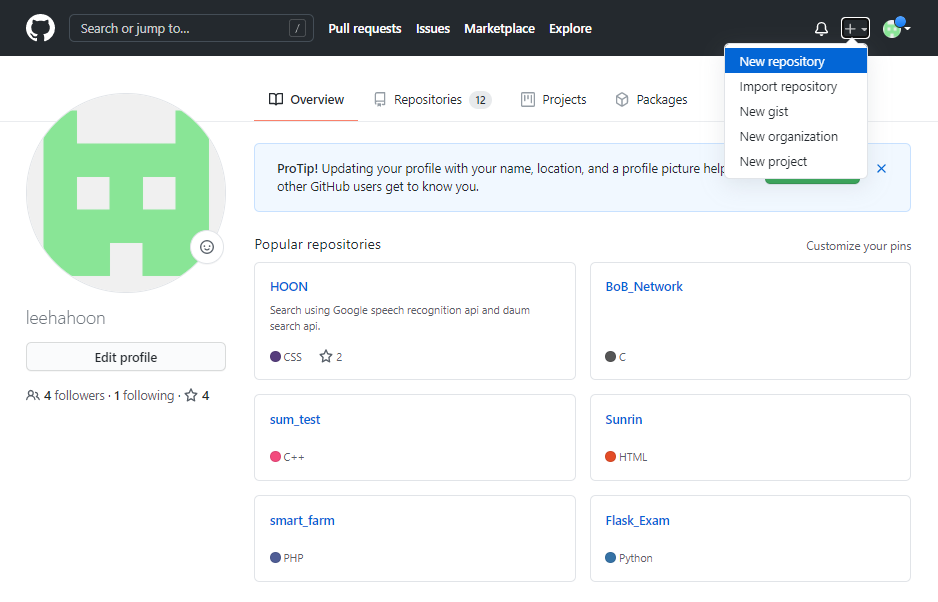 Search or jump to... /
Pull requests Issues Marketplace Explore
New repository
Import repository
New gist
New organization
New project
Overview Repositories 12 Projects Packages
ProTip! Updating your profile with your name, location, and a profile picture help
other GitHub users get to know you.
leehahoon
Edit profile
4 followers · 1 following · 4
Popular repositories Customize your pins
HOON
Search using Google speech recognition api and daum
search api.
CSS 2
BoB_Network
C
sum_test
C++
Sunrin
HTML
smart_farm
PHP
Flask_Exam
Python